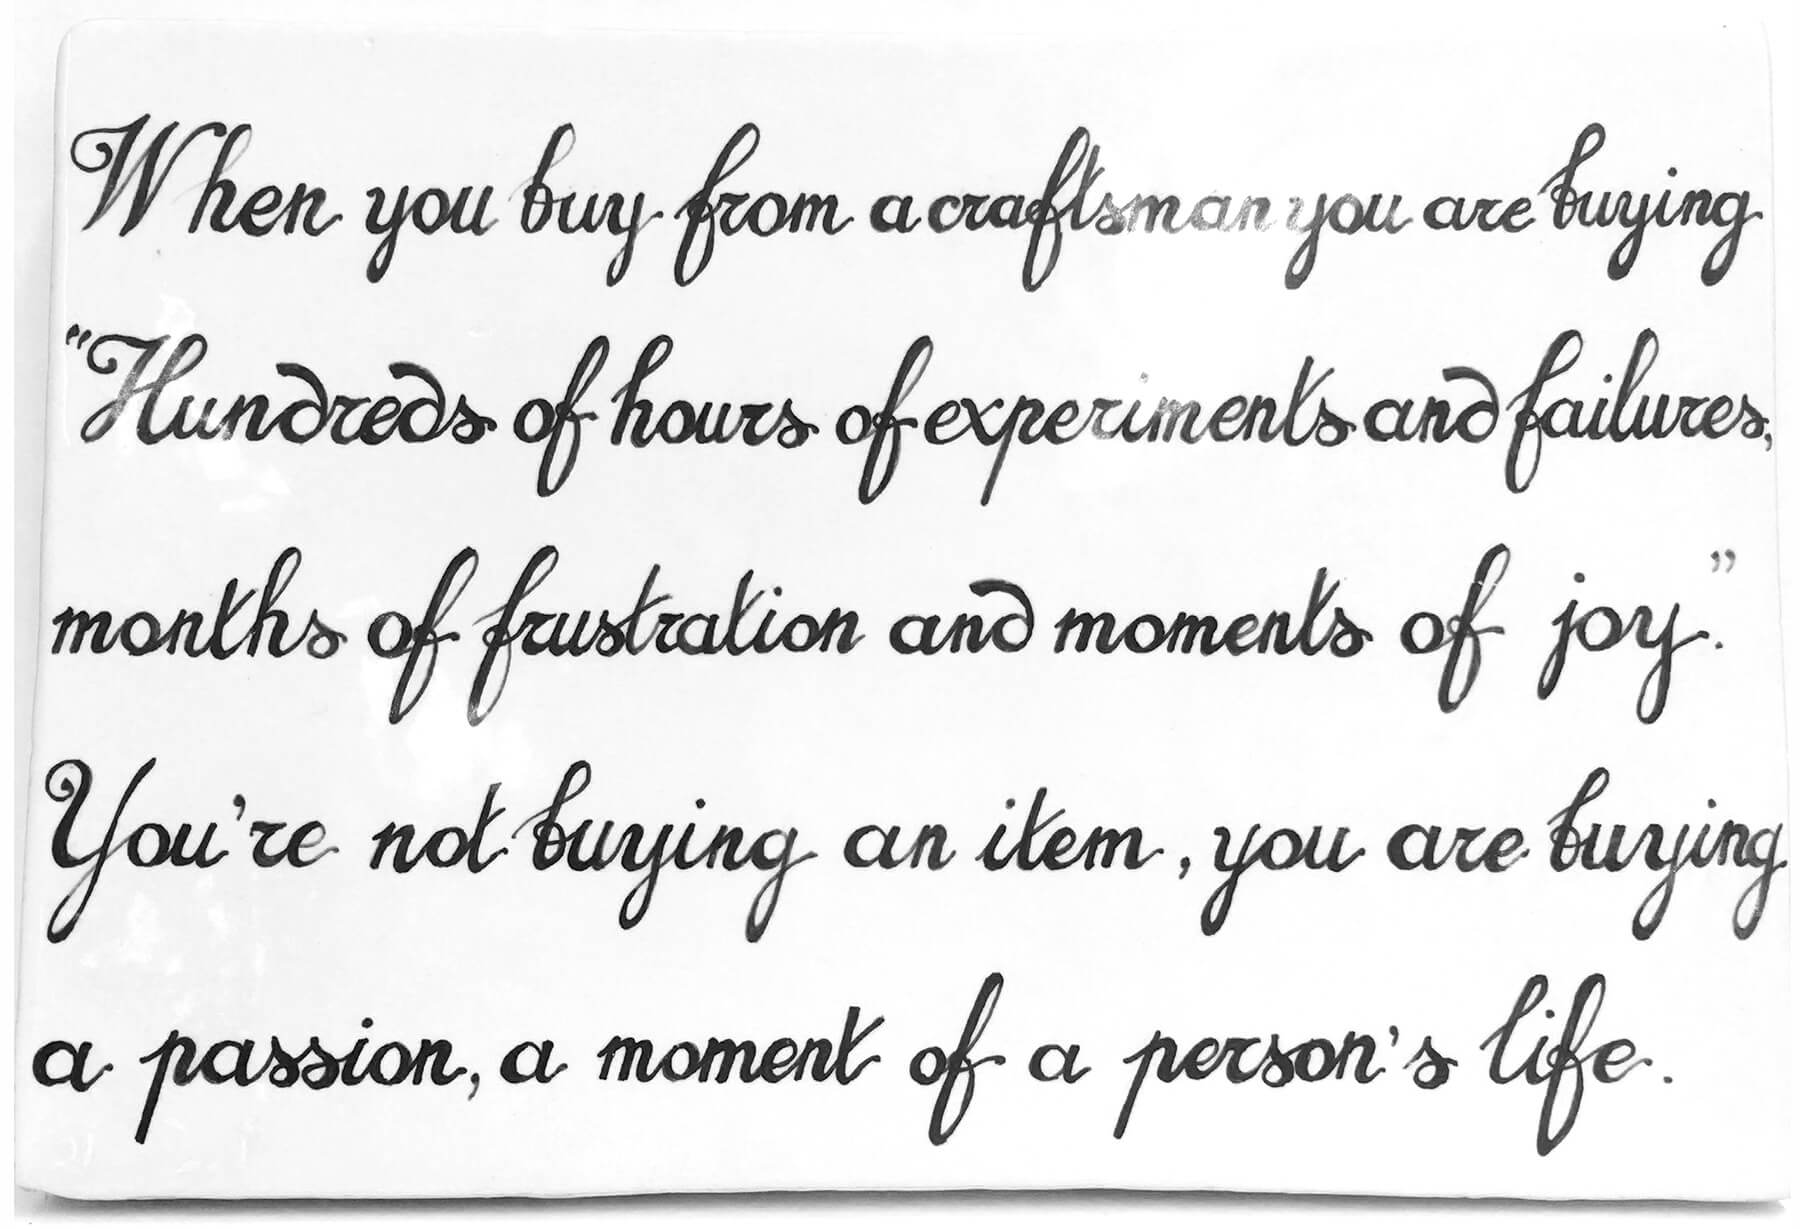 When you buy from a craftsman you are buying
"Hundreds of hours of experiments and failures,
months of frustration and moments of joy."
You're not buying an item, you are buying
a passion, a moment of a person's life.